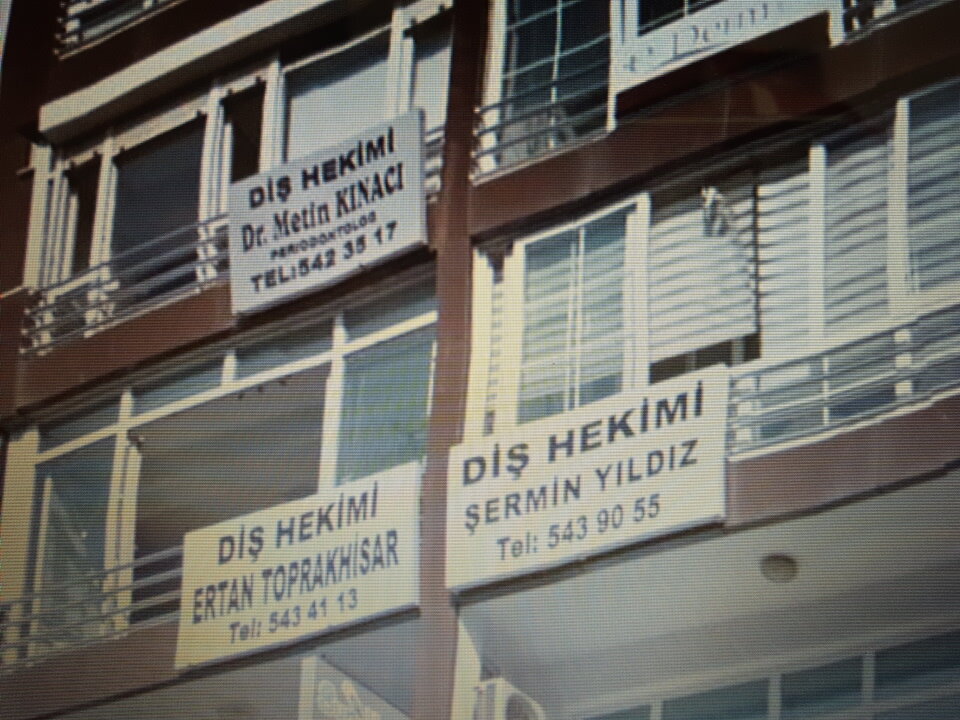 DİŞ HEKİMİ
Dr. Metin KINACI
PERIODONTOLOG
TEL:542 35 17
DİŞ HEKİMİ
ŞERMİN YILDIZ
Tel: 543 90 55
DİŞ HEKİMİ
ERTAN TOPRAKHİSAR
Tel: 543 41 13